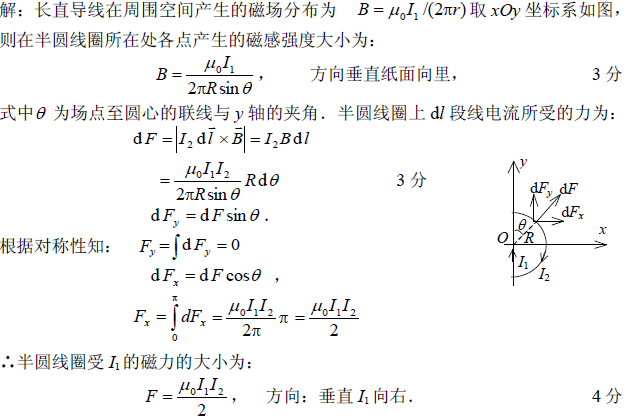 解：长直导线在周围空间产生的磁场分布为 B = μ₀I₁/(2πr) 取 xOy 坐标系如图，
则在半圆线圈所在处各点产生的磁感强度大小为：
B = μ₀I₁ / (2πR sin θ) ， 方向垂直纸面向里， 3 分
式中θ 为场点至圆心的联线与 y 轴的夹角．半圆线圈上 dl 段线电流所受的力为：
dF = |I₂ dl⃗ × B⃗| = I₂Bdl
= μ₀I₁I₂ / (2πR sin θ) Rdθ 3 分
dF_y = dF sin θ．
根据对称性知： F_y = ∫dF_y = 0
dF_x = dF cos θ ，
F_x = ∫₀^π dF_x = (μ₀I₁I₂ / 2π) π = μ₀I₁I₂ / 2
∴半圆线圈受 I₁ 的磁力的大小为：
F = μ₀I₁I₂ / 2 ， 方向：垂直 I₁ 向右． 4 分
y
dF_y dF
dF_x
θ
x
O R
I₁
I₂